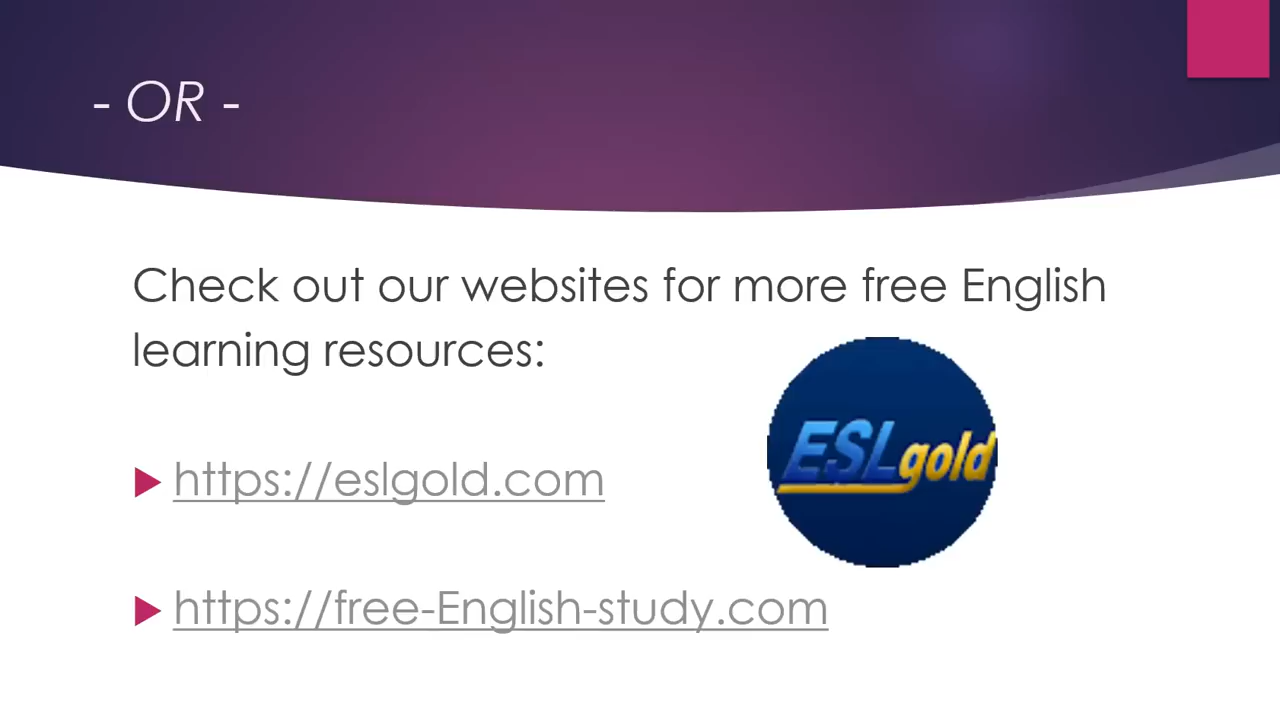 - OR -
Check out our websites for more free English
learning resources:
ESLgold
https://eslgold.com
https://free-English-study.com